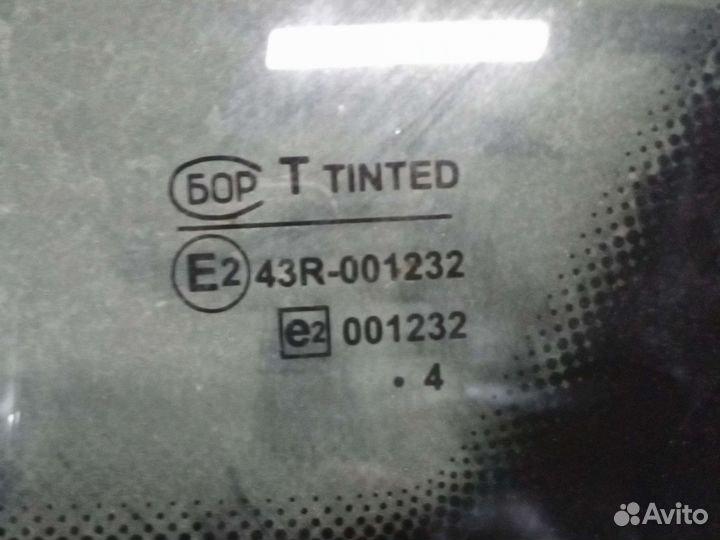 БОР T TINTED
E2 43R-001232
e2 001232
. 4
Avito